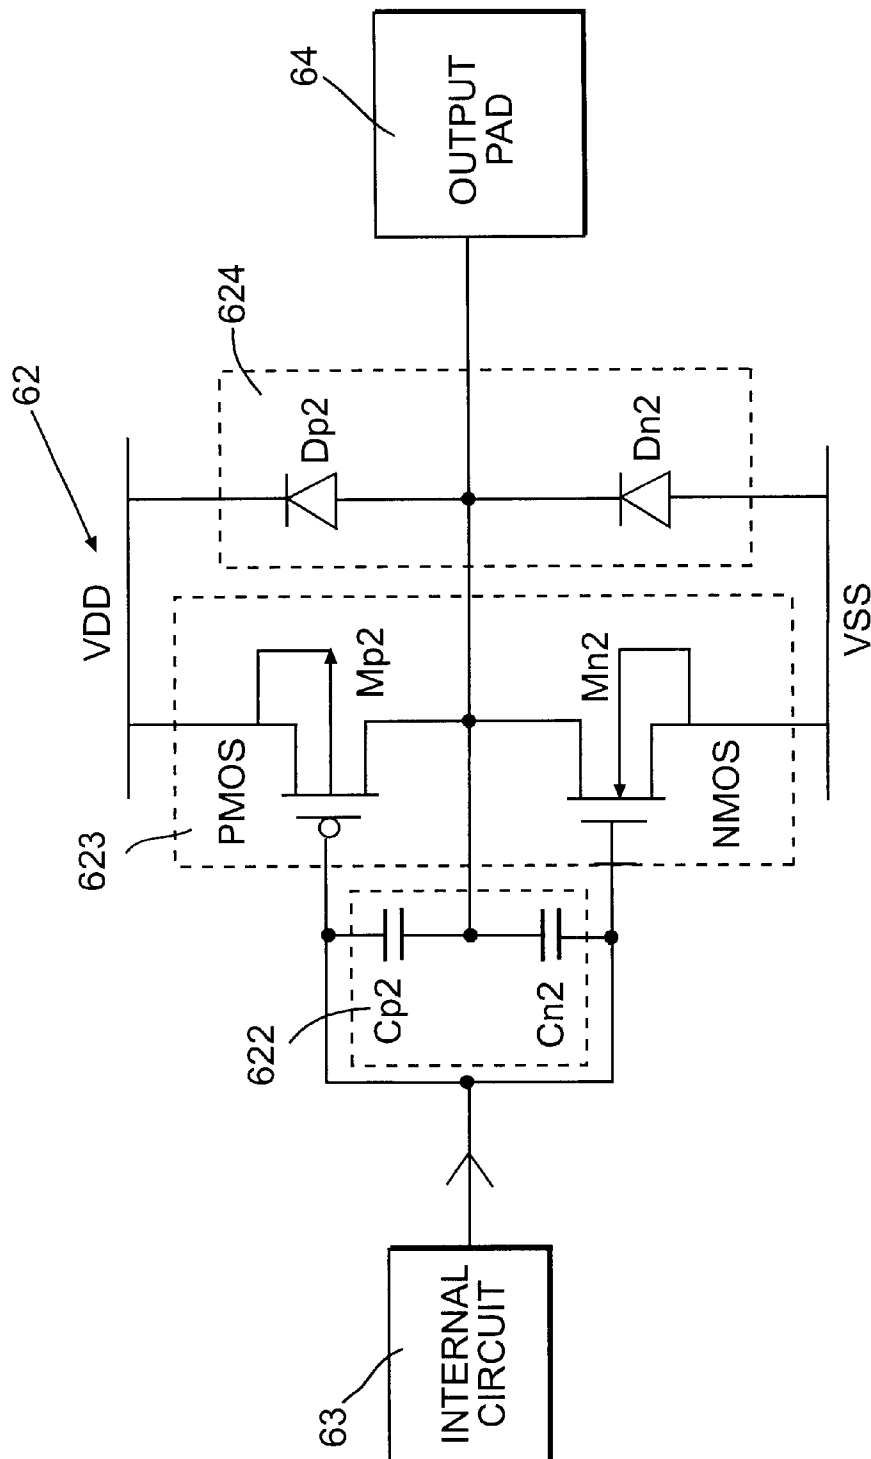 62
VDD
623
PMOS
Mp2
624
Dp2
64
OUTPUT
PAD
622
Cp2
Cn2
63
INTERNAL
CIRCUIT
NMOS
Mn2
Dn2
VSS